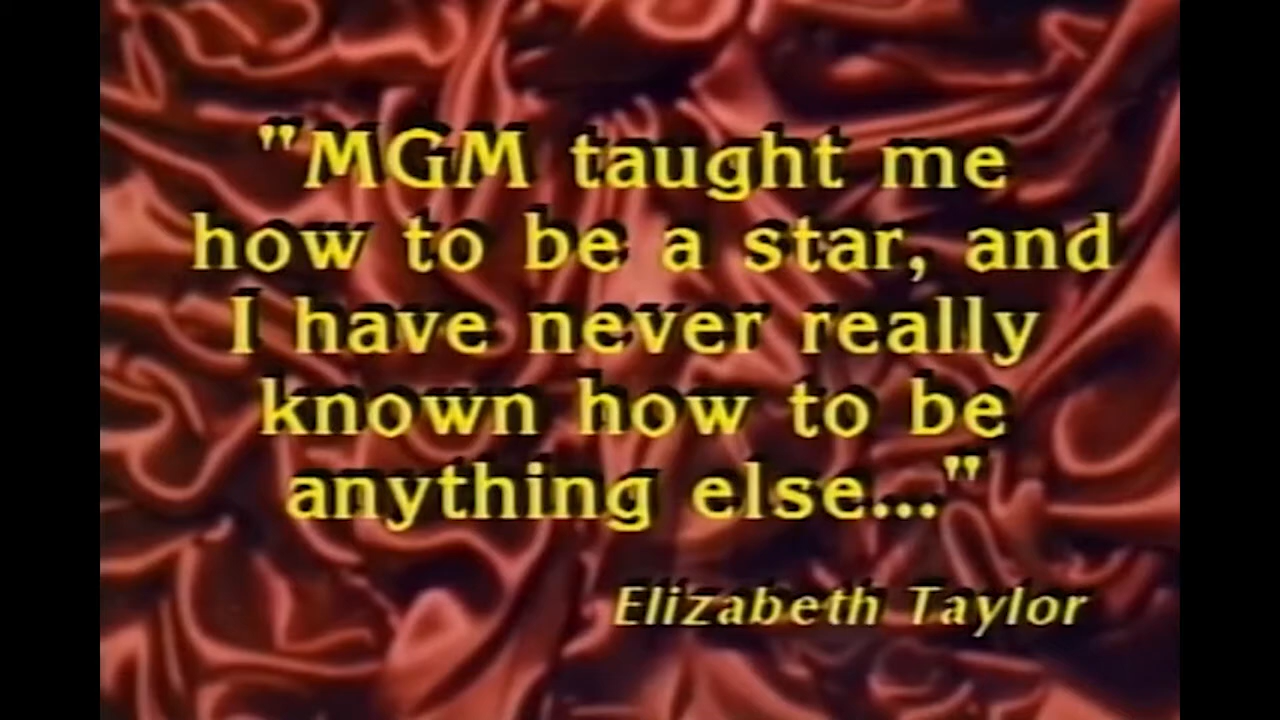 "MGM taught me
how to be a star, and
I have never really
known how to be
anything else..."
Elizabeth Taylor